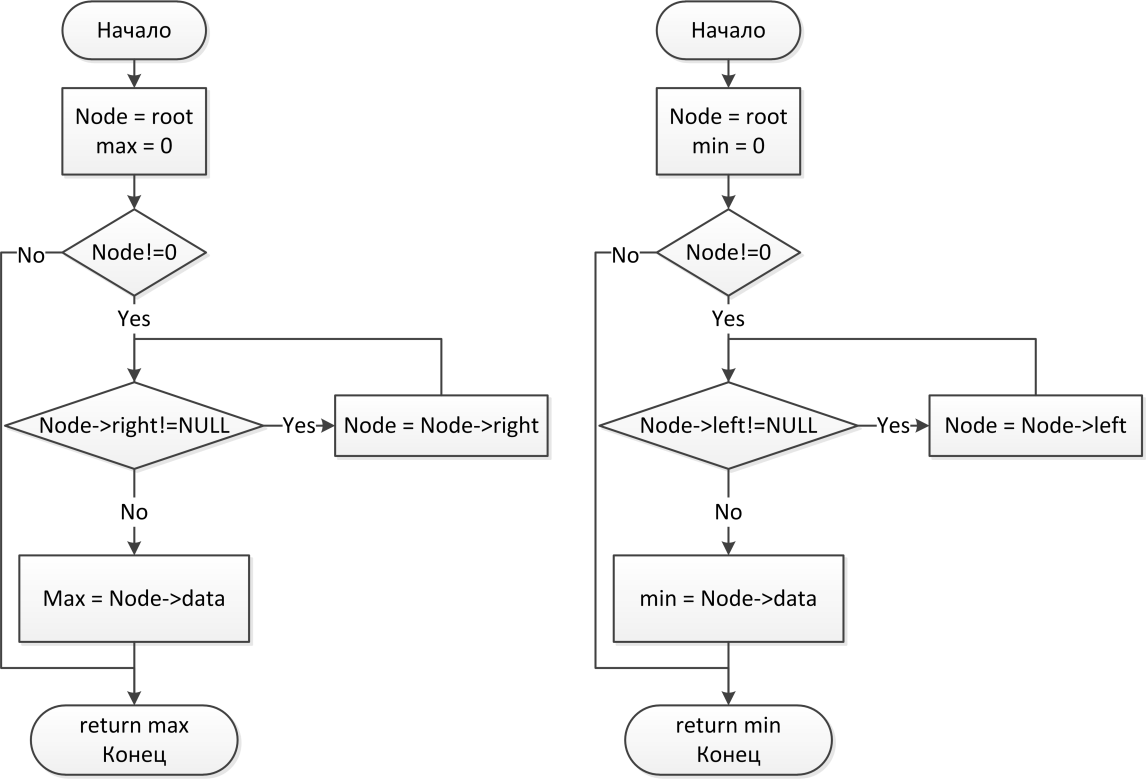 Начало
Node = root
max = 0
Node!=0
No
Yes
Node->right!=NULL
Yes
Node = Node->right
No
Max = Node->data
return max
Конец
Начало
Node = root
min = 0
Node!=0
No
Yes
Node->left!=NULL
Yes
Node = Node->left
No
min = Node->data
return min
Конец